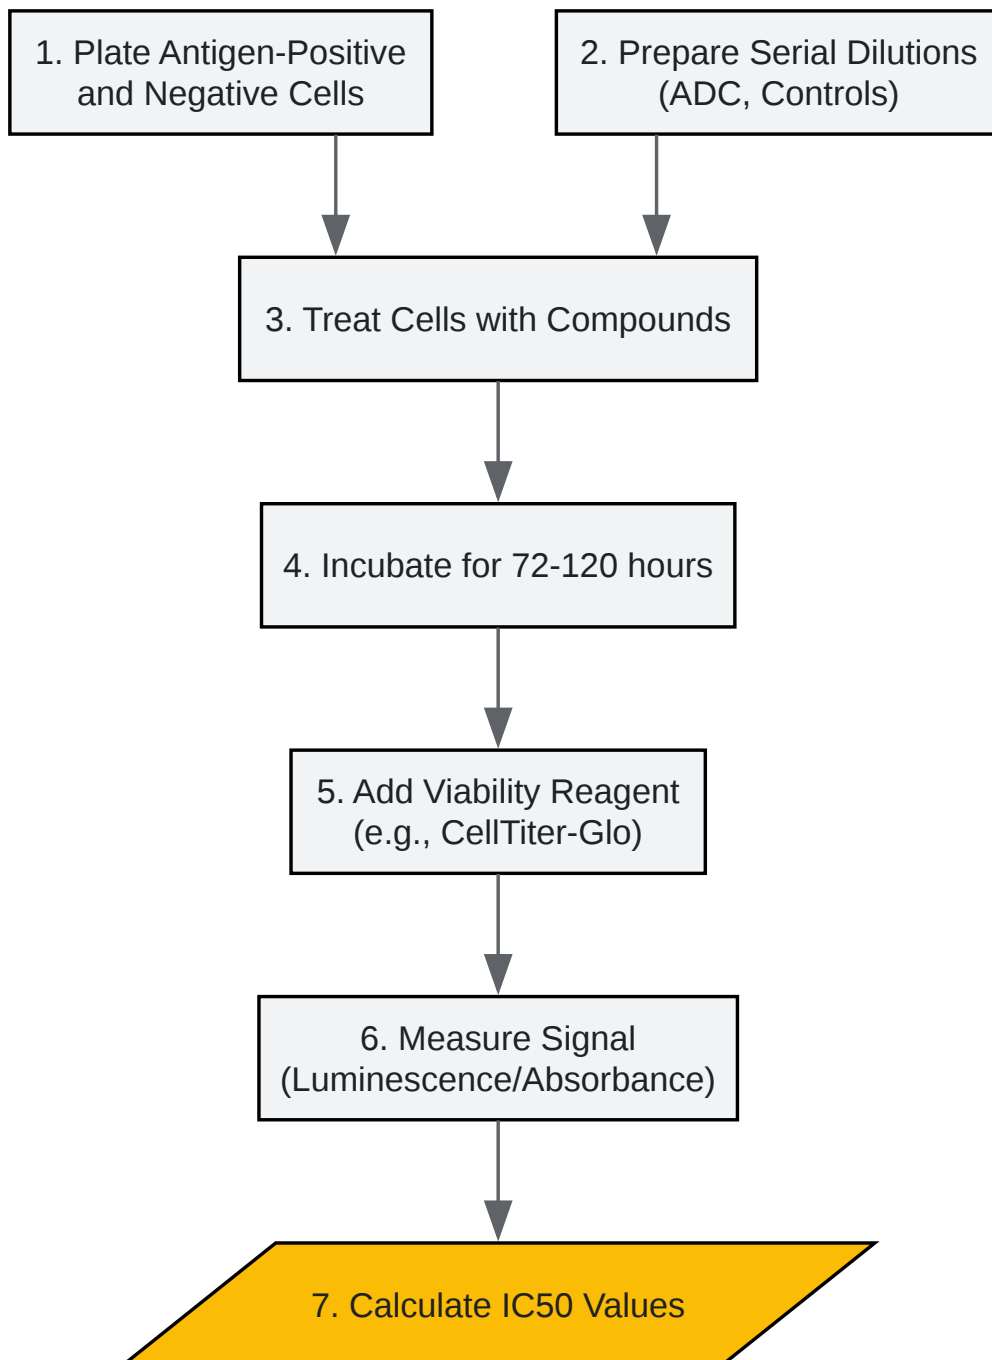 1. Plate Antigen-Positive
and Negative Cells
2. Prepare Serial Dilutions
(ADC, Controls)
3. Treat Cells with Compounds
4. Incubate for 72-120 hours
5. Add Viability Reagent
(e.g., CellTiter-Glo)
6. Measure Signal
(Luminescence/Absorbance)
7. Calculate IC50 Values